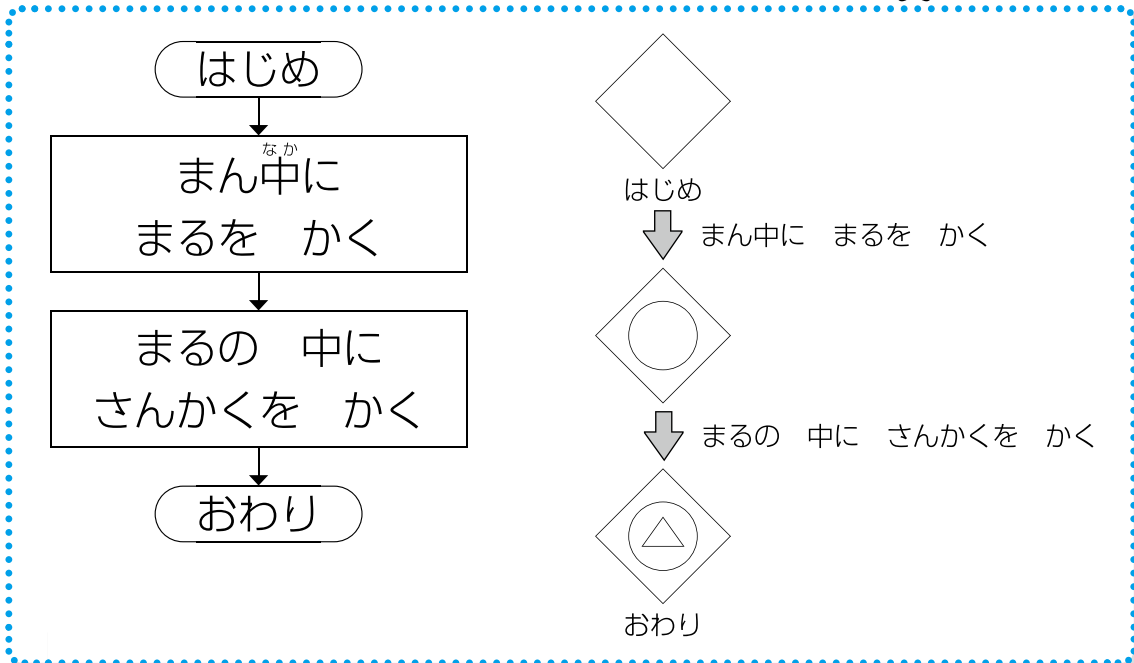 はじめ
なか
まん中に
まるを　かく
まるの　中に
さんかくを　かく
おわり
はじめ
まん中に　まるを　かく
まるの　中に　さんかくを　かく
おわり